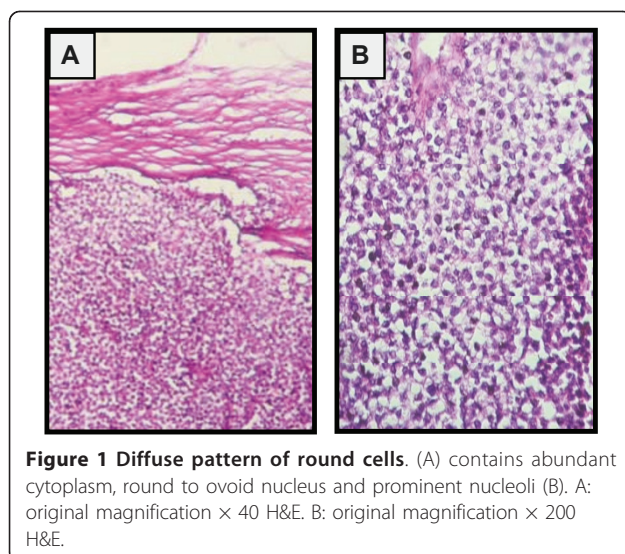 A
B
Figure 1 Diffuse pattern of round cells. (A) contains abundant
cytoplasm, round to ovoid nucleus and prominent nucleoli (B). A:
original magnification × 40 H&E. B: original magnification × 200
H&E.